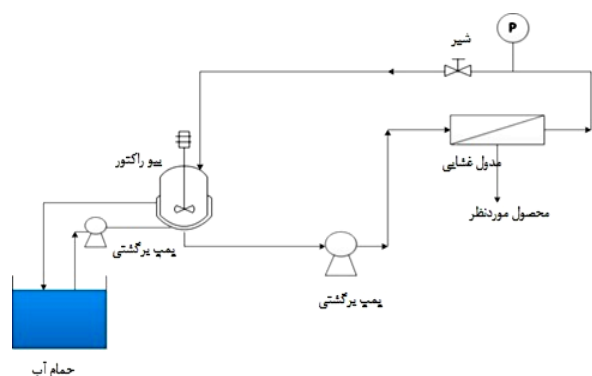 P
شیر
بیو راکتور
مدول غشایی
محصول موردنظر
پمپ برگشتی
پمپ برگشتی
حمام آب